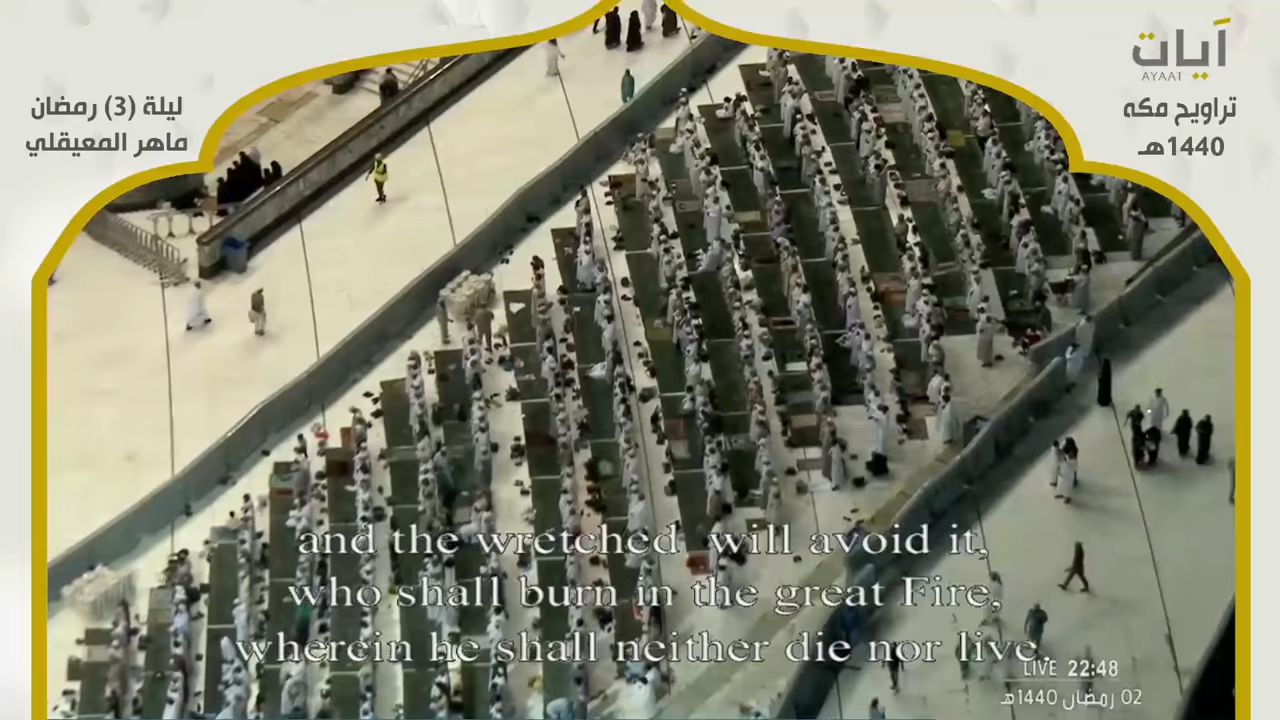 آيات
AYAAT
تراويح مكه
1440هـ
ليلة (3) رمضان
ماهر المعيقلي
and the wretched will avoid it,
who shall burn in the great Fire,
wherein he shall neither die nor live.
LIVE 22:48
02 رمضان 1440هـ